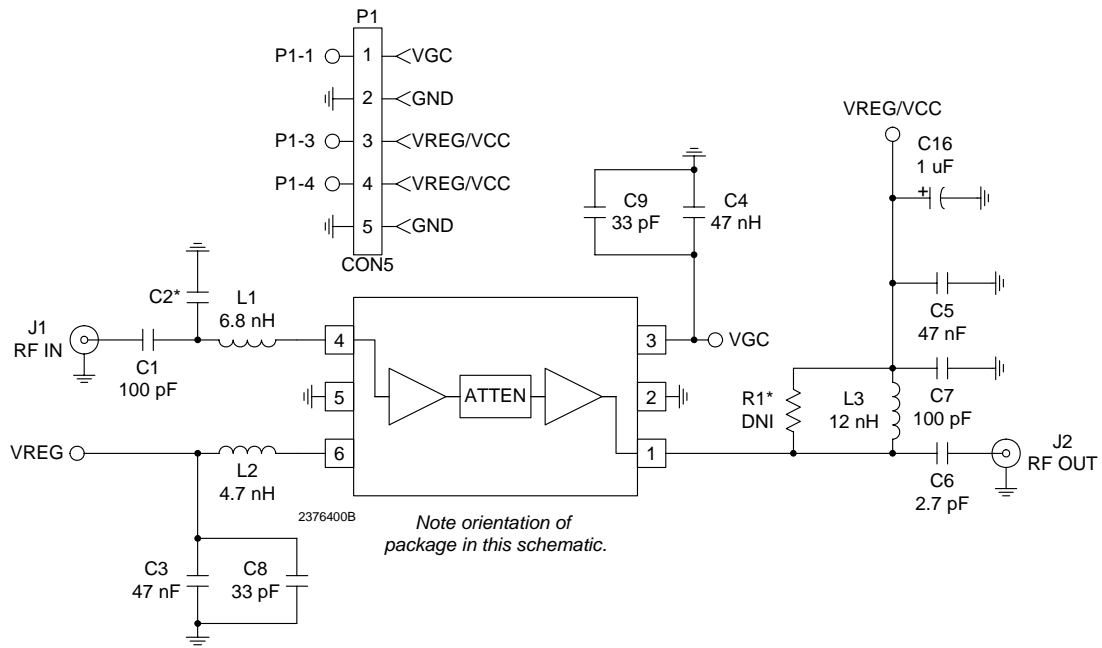 P1
P1-1
1
VGC
2
GND
P1-3
3
VREG/VCC
P1-4
4
VREG/VCC
5
GND
CON5
VREG/VCC
C16
1 uF
+
C9
33 pF
C4
47 nH
C5
47 nF
C7
100 pF
R1*
DNI
L3
12 nH
C6
2.7 pF
J2
RF OUT
C2*
L1
6.8 nH
J1
RF IN
C1
100 pF
4
3
VGC
5
ATTEN
2
VREG
L2
4.7 nH
6
1
2376400B
Note orientation of
package in this schematic.
C3
47 nF
C8
33 pF